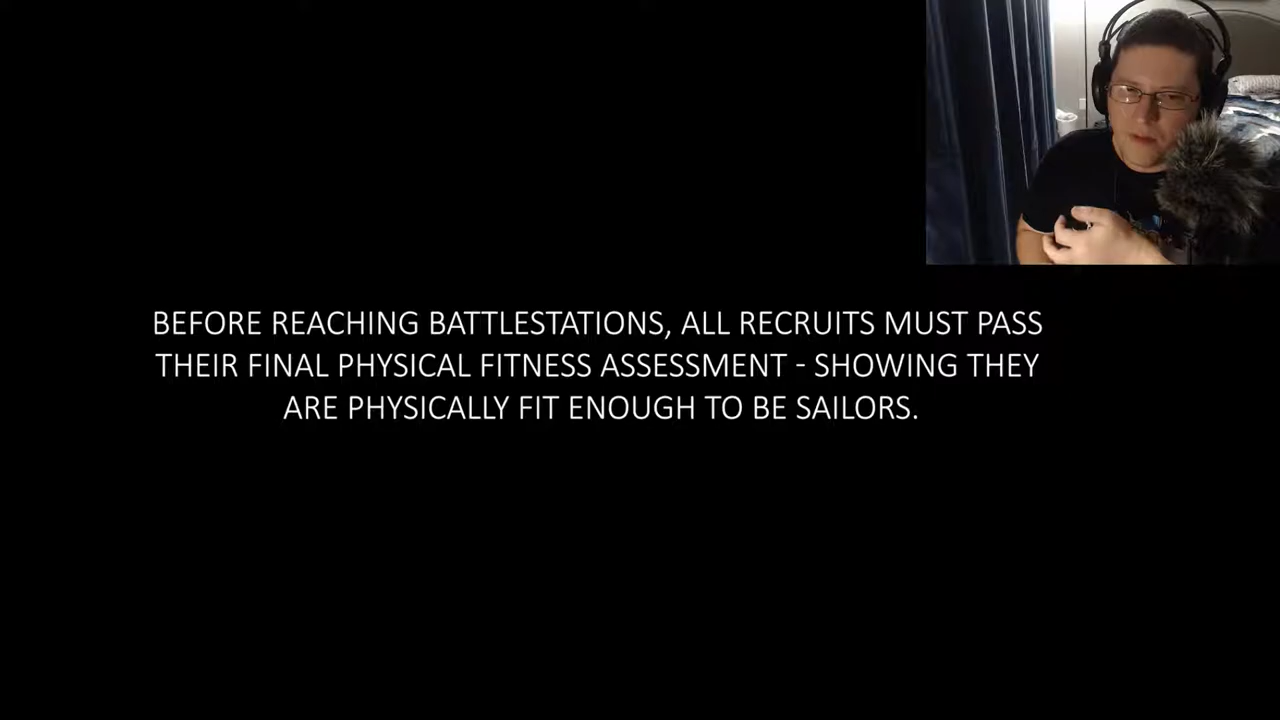 BEFORE REACHING BATTLESTATIONS, ALL RECRUITS MUST PASS
THEIR FINAL PHYSICAL FITNESS ASSESSMENT - SHOWING THEY
ARE PHYSICALLY FIT ENOUGH TO BE SAILORS.